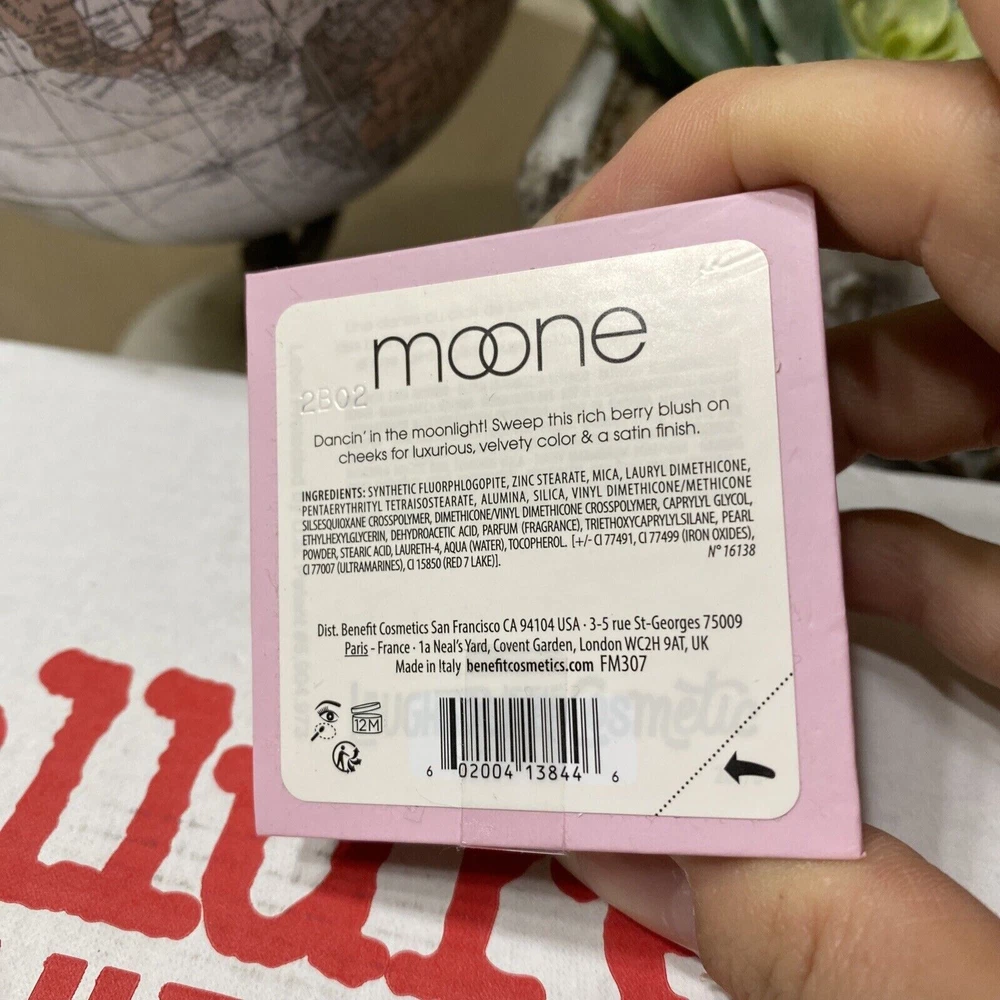 moone
2B02
Dancin' in the moonlight! Sweep this rich berry blush on
cheeks for luxurious, velvety color & a satin finish.
INGREDIENTS: SYNTHETIC FLUORPHLOGOPITE, ZINC STEARATE, MICA, LAURYL DIMETHICONE,
PENTAERYTHRITYL TETRAISOSTEARATE, ALUMINA, SILICA, VINYL DIMETHICONE/METHICONE
SILSESQUIOXANE CROSSPOLYMER, DIMETHICONE/VINYL DIMETHICONE CROSSPOLYMER, CAPRYLYL GLYCOL,
ETHYLHEXYLGLYCERIN, DEHYDROACETIC ACID, PARFUM (FRAGRANCE), TRIETHOXYCAPRYLYLSILANE, PEARL
POWDER, STEARIC ACID, LAURETH-4, AQUA (WATER), TOCOPHEROL. [+/- CI 77491, CI 77499 (IRON OXIDES),
CI 77007 (ULTRAMARINES), CI 15850 (RED 7 LAKE)].
N° 16138
Dist. Benefit Cosmetics San Francisco CA 94104 USA · 3-5 rue St-Georges 75009
Paris - France · 1a Neal's Yard, Covent Garden, London WC2H 9AT, UK
Made in Italy benefitcosmetics.com FM307
12M
6 02004 13844 6